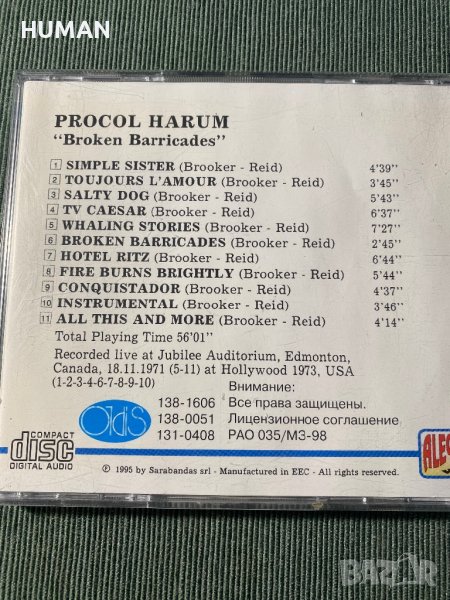 HUMAN
PROCOL HARUM
"Broken Barricades"
1 SIMPLE SISTER (Brooker - Reid) 4'39"
2 TOUJOURS L'AMOUR (Brooker - Reid) 3'45"
3 SALTY DOG (Brooker - Reid) 5'43"
4 TV CAESAR (Brooker - Reid) 6'37"
5 WHALING STORIES (Brooker - Reid) 7'27"
6 BROKEN BARRICADES (Brooker - Reid) 2'45"
7 HOTEL RITZ (Brooker - Reid) 6'44"
8 FIRE BURNS BRIGHTLY (Brooker - Reid) 5'44"
9 CONQUISTADOR (Brooker - Reid) 4'37"
10 INSTRUMENTAL (Brooker - Reid) 3'46"
11 ALL THIS AND MORE (Brooker - Reid) 4'14"
Total Playing Time 56'01"
Recorded live at Jubilee Auditorium, Edmonton,
Canada, 18.11.1971 (5-11) at Hollywood 1973, USA
(1-2-3-4-6-7-8-9-10)
Внимание:
138-1606 Все права защищены.
138-0051 Лицензионное соглашение
131-0408 РАО 035/МЗ-98
COMPACT
disc
DIGITAL AUDIO
℗ © 1995 by Sarabandas srl - Manufactured in EEC - All rights reserved.
BAZAR